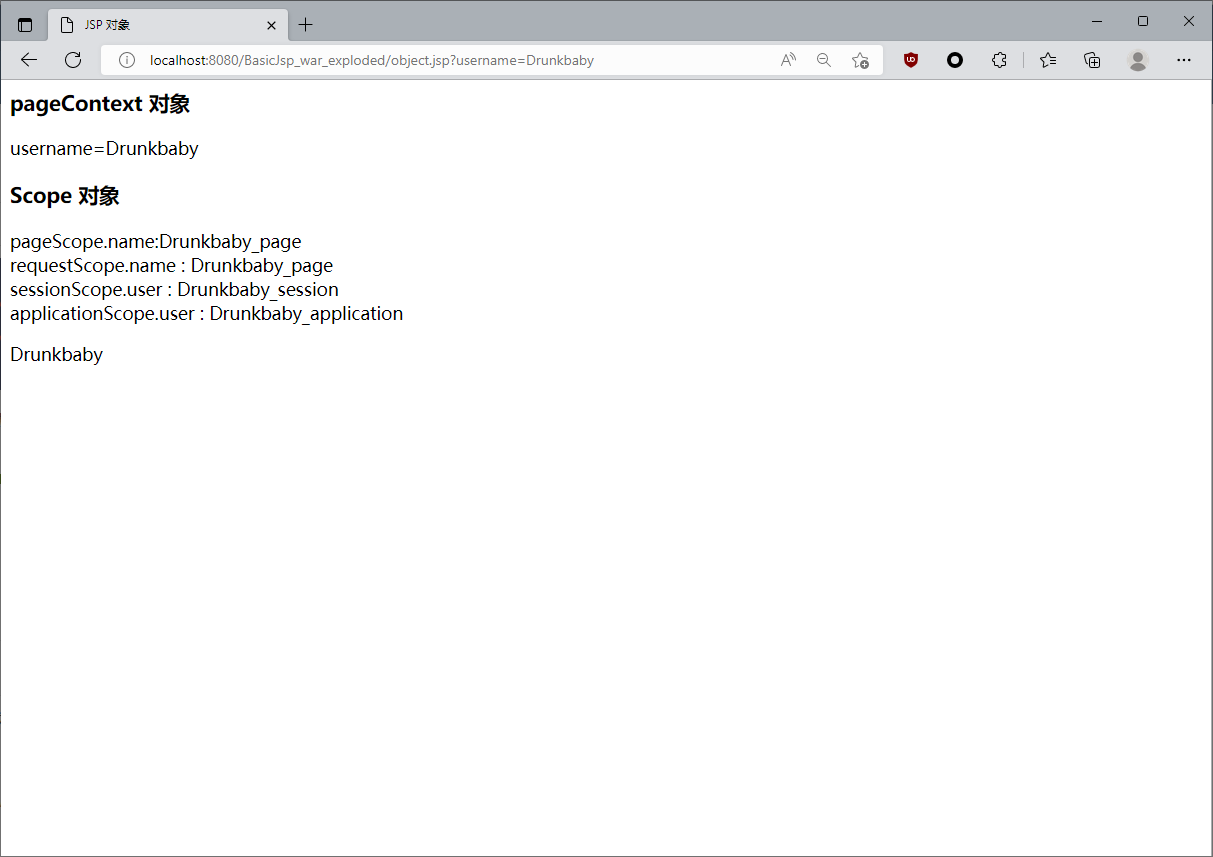 JSP 对象
localhost:8080/BasicJsp_war_exploded/object.jsp?username=Drunkbaby
pageContext 对象
username=Drunkbaby
Scope 对象
pageScope.name:Drunkbaby_page
requestScope.name : Drunkbaby_page
sessionScope.user : Drunkbaby_session
applicationScope.user : Drunkbaby_application
Drunkbaby